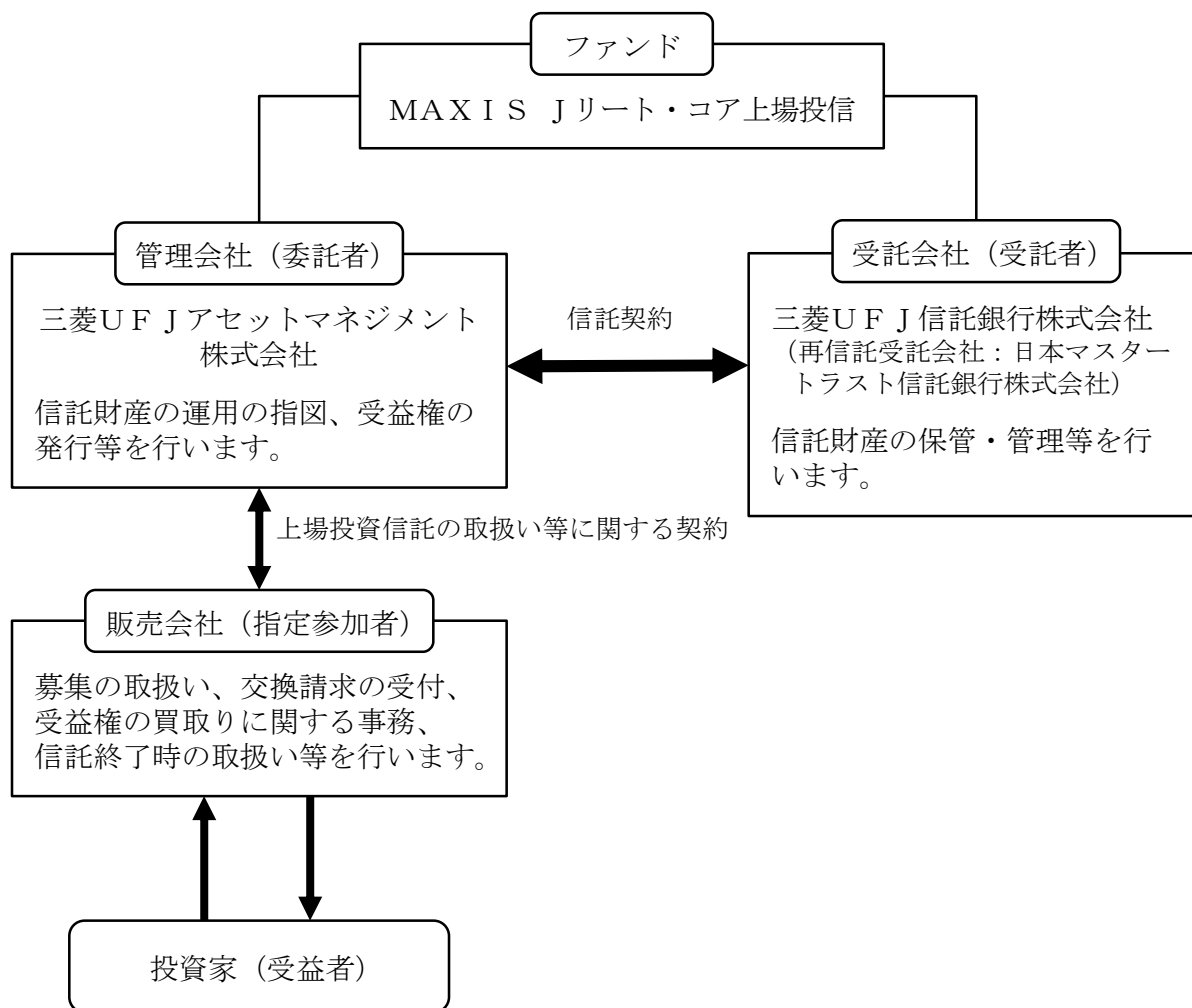 ファンド
ＭＡＸＩＳ Ｊリート・コア上場投信
管理会社（委託者）
三菱ＵＦＪアセットマネジメント
株式会社
信託財産の運用の指図、受益権の
発行等を行います。
信託契約
受託会社（受託者）
三菱ＵＦＪ信託銀行株式会社
（再信託受託会社：日本マスター
トラスト信託銀行株式会社）
信託財産の保管・管理等を行
います。
上場投資信託の取扱い等に関する契約
販売会社（指定参加者）
募集の取扱い、交換請求の受付、
受益権の買取りに関する事務、
信託終了時の取扱い等を行います。
投資家（受益者）